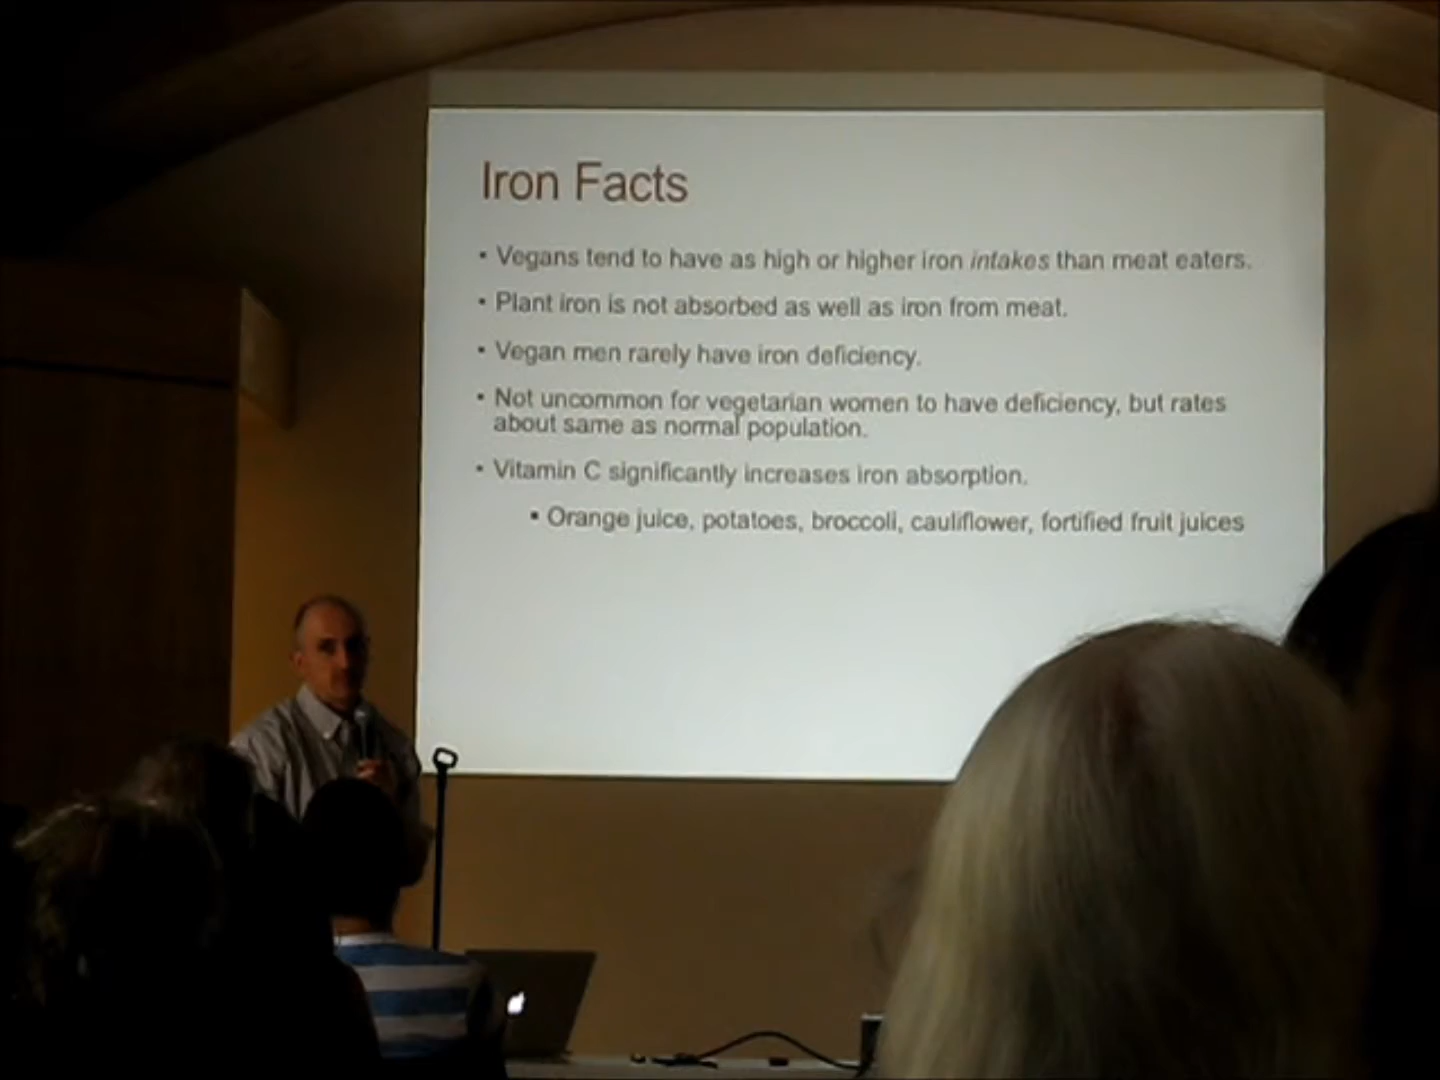 Iron Facts
• Vegans tend to have as high or higher iron intakes than meat eaters.
• Plant iron is not absorbed as well as iron from meat.
• Vegan men rarely have iron deficiency.
• Not uncommon for vegetarian women to have deficiency, but rates
about same as normal population.
• Vitamin C significantly increases iron absorption.
• Orange juice, potatoes, broccoli, cauliflower, fortified fruit juices